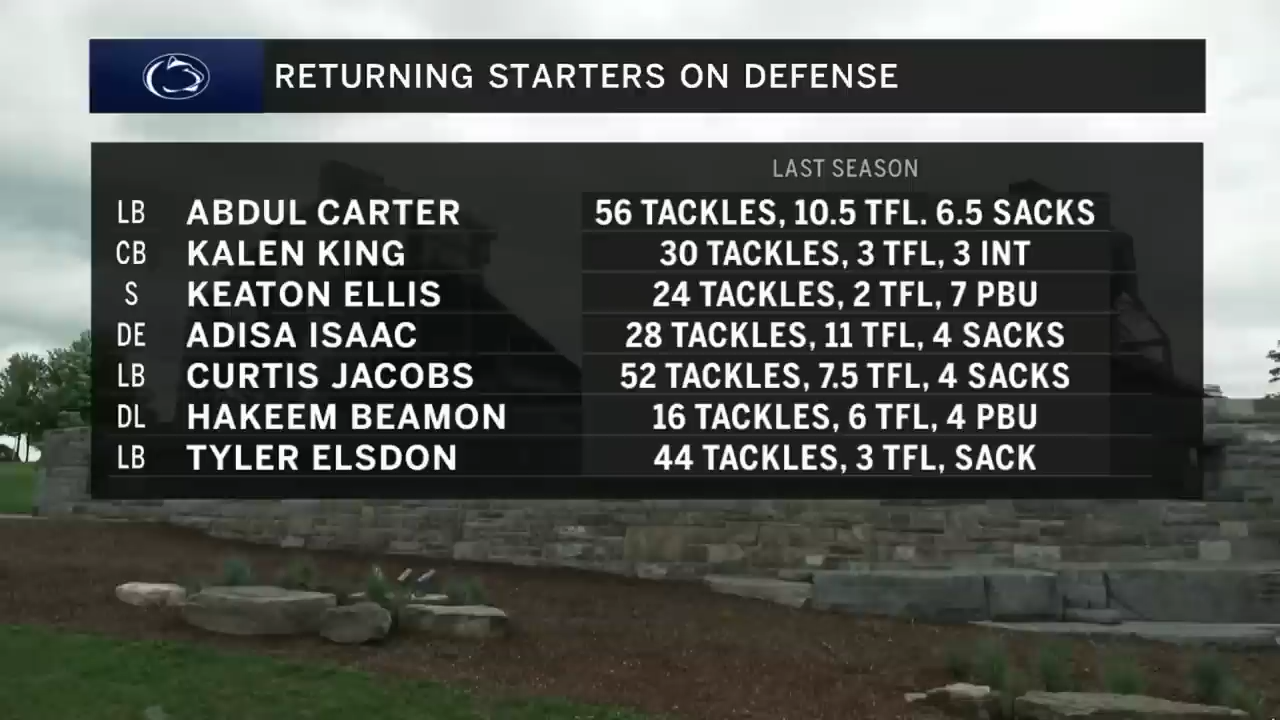 RETURNING STARTERS ON DEFENSE
LAST SEASON
LB ABDUL CARTER 56 TACKLES, 10.5 TFL. 6.5 SACKS
CB KALEN KING 30 TACKLES, 3 TFL, 3 INT
S KEATON ELLIS 24 TACKLES, 2 TFL, 7 PBU
DE ADISA ISAAC 28 TACKLES, 11 TFL, 4 SACKS
LB CURTIS JACOBS 52 TACKLES, 7.5 TFL, 4 SACKS
DL HAKEEM BEAMON 16 TACKLES, 6 TFL, 4 PBU
LB TYLER ELSDON 44 TACKLES, 3 TFL, SACK